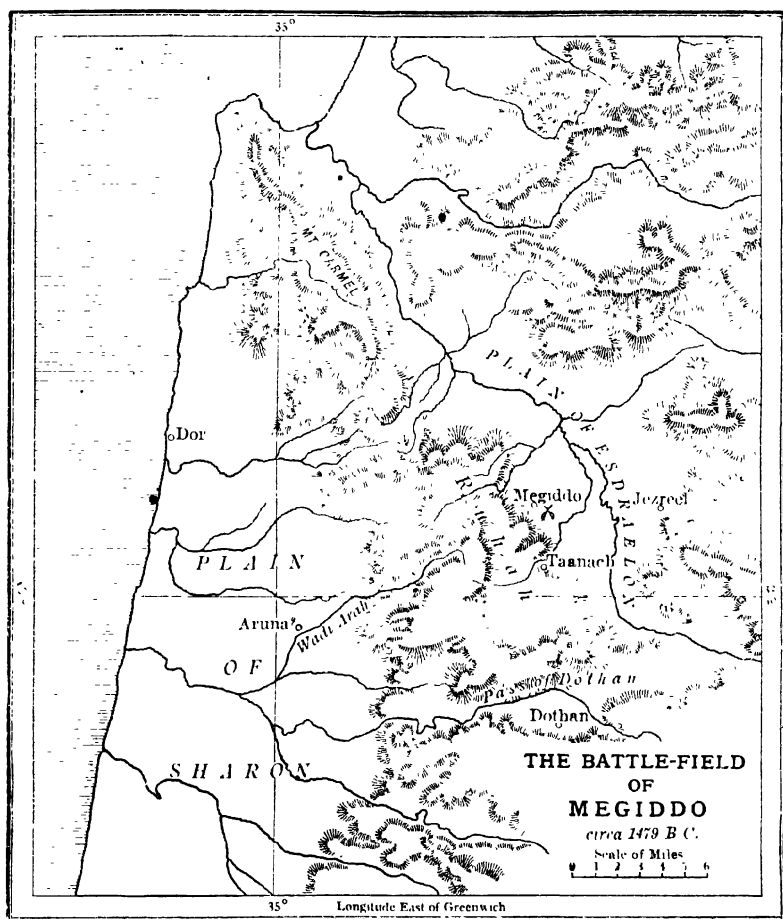 35°
MT CARMEL
PLAIN OF ESDRAELON
Dor
Megiddo
Jezreel
Ruhah
Taanach
PLAIN
Aruna
Wadi Arah
OF
Pass of Dothan
Dothan
SHARON
THE BATTLE-FIELD
OF
MEGIDDO
circa 1479 B C.
Scale of Miles
0 1 2 3 4 5 6
35°
Longitude East of Greenwich